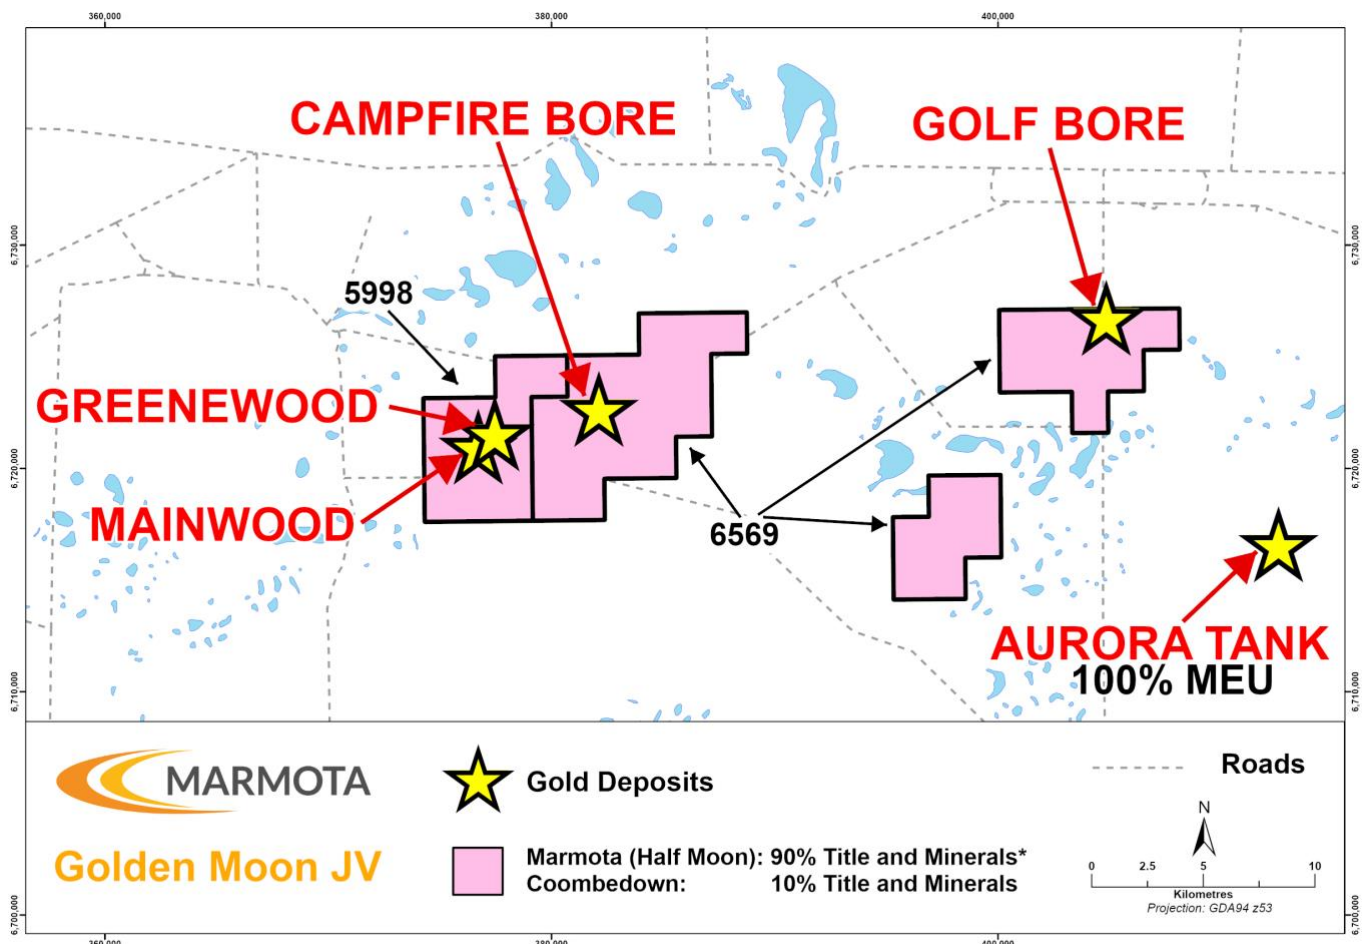 360,000
380,000
400,000
CAMPFIRE BORE
GOLF BORE
6,730,000
6,730,000
5998
GREENEWOOD
6,720,000
6,720,000
MAINWOOD
6569
AURORA TANK
100% MEU
6,710,000
6,710,000
MARMOTA
Gold Deposits
Roads
N
Golden Moon JV
Marmota (Half Moon): 90% Title and Minerals*
Coombedown: 10% Title and Minerals
0 2.5 5 10
Kilometres
Projection: GDA94 z53
6,700,000
6,700,000
360,000
380,000
400,000